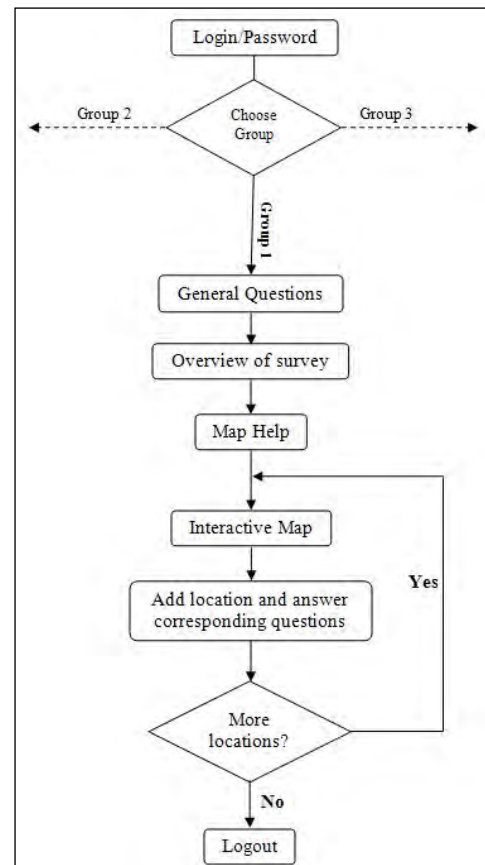 Login/Password
Group 2
Choose
Group
Group 3
Group 1
General Questions
Overview of survey
Map Help
Interactive Map
Yes
Add location and answer
corresponding questions
More
locations?
No
Logout